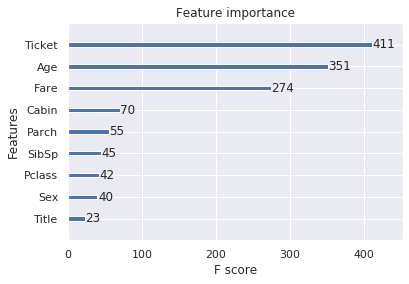 Feature importance
Features
Ticket 411
Age 351
Fare 274
Cabin 70
Parch 55
SibSp 45
Pclass 42
Sex 40
Title 23
0 100 200 300 400
F score